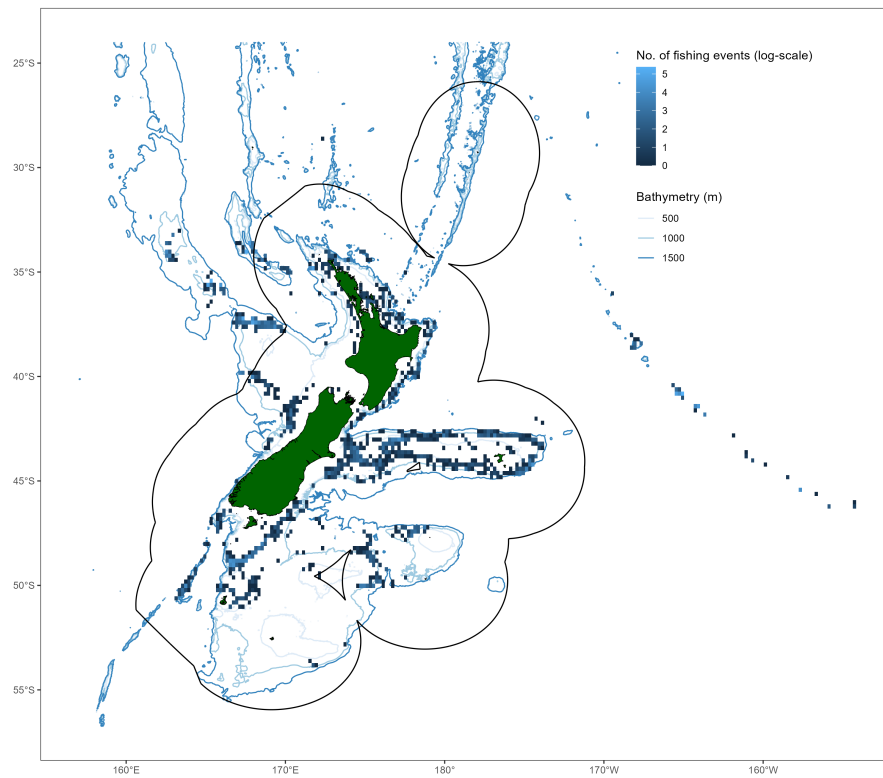 No. of fishing events (log-scale)
5
4
3
2
1
0
Bathymetry (m)
500
1000
1500
25°S
30°S
35°S
40°S
45°S
50°S
55°S
160°E
170°E
180°
170°W
160°W